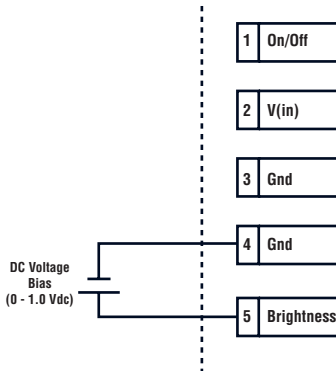 1 On/Off
2 V(in)
3 Gnd
4 Gnd
DC Voltage
Bias
(0 - 1.0 Vdc)
5 Brightness